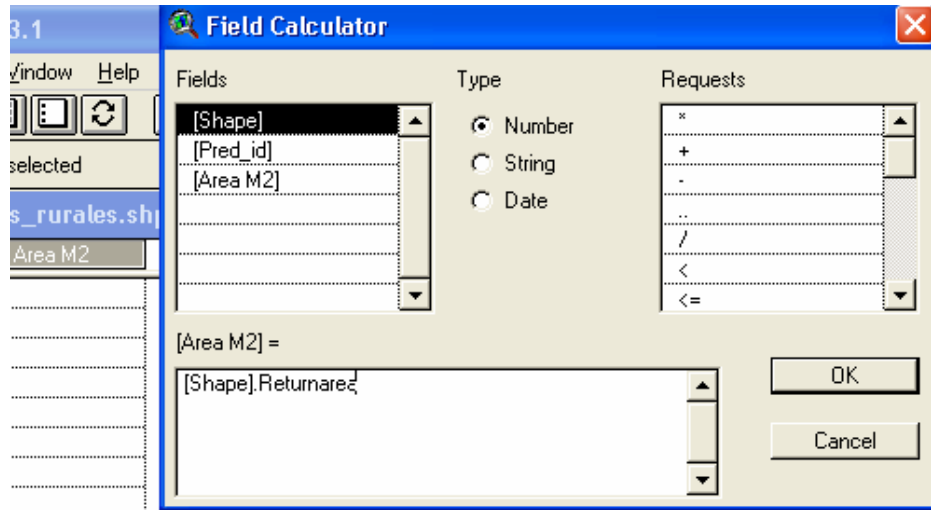 3.1
Window Help
selected
s_rurales.shp
Area M2
Field Calculator
Fields
[Shape]
[Pred_id]
[Area M2]
Type
Number
String
Date
Requests
*
+
-
..
/
<
<=
[Area M2] =
[Shape].Returnarea
OK
Cancel